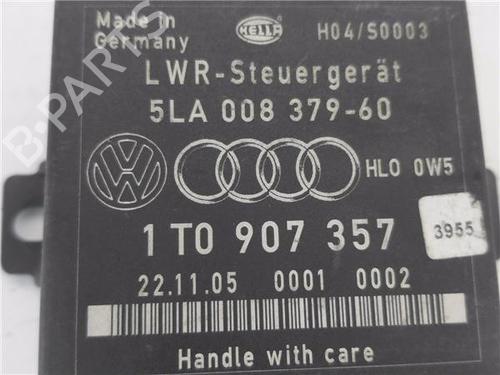 Made in
Germany
HELLA
H04/S0003
LWR-Steuergerät
5LA 008 379-60
HLO 0W5
1T0 907 357
3955
22.11.05 0001 0002
Handle with care
B-PARTS